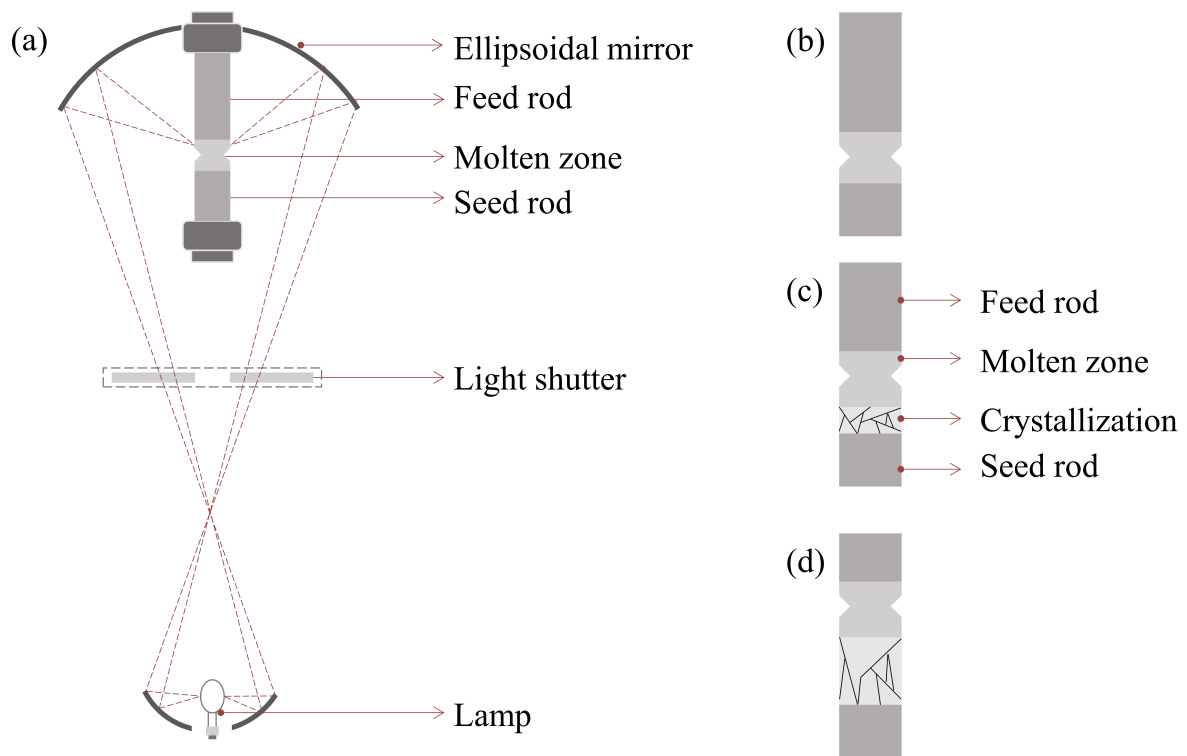 (a)
Ellipsoidal mirror
Feed rod
Molten zone
Seed rod
Light shutter
Lamp
(b)
(c)
Feed rod
Molten zone
Crystallization
Seed rod
(d)